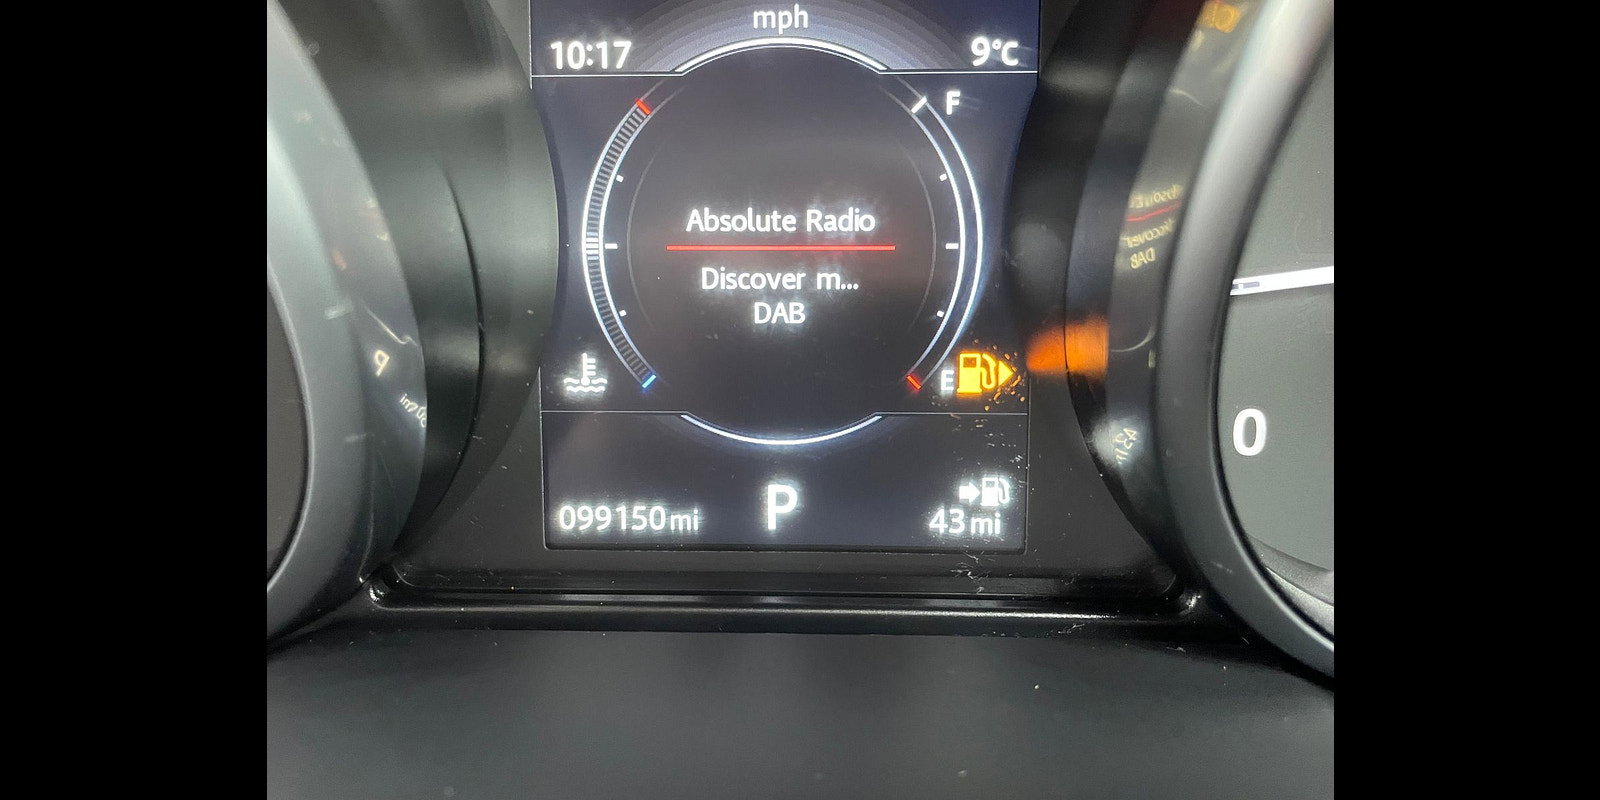 mph
10:17
9°C
F
Absolute Radio
Discover m...
DAB
E
P
099150mi
43mi
0